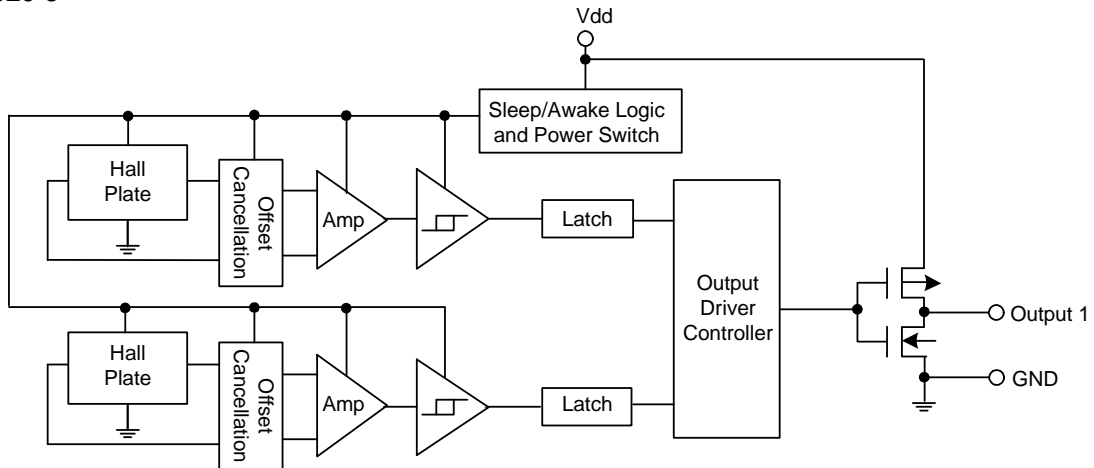 Vdd
Sleep/Awake Logic
and Power Switch
Hall
Plate
Offset
Cancellation
Amp
Latch
Output
Driver
Controller
Output 1
GND
Hall
Plate
Offset
Cancellation
Amp
Latch